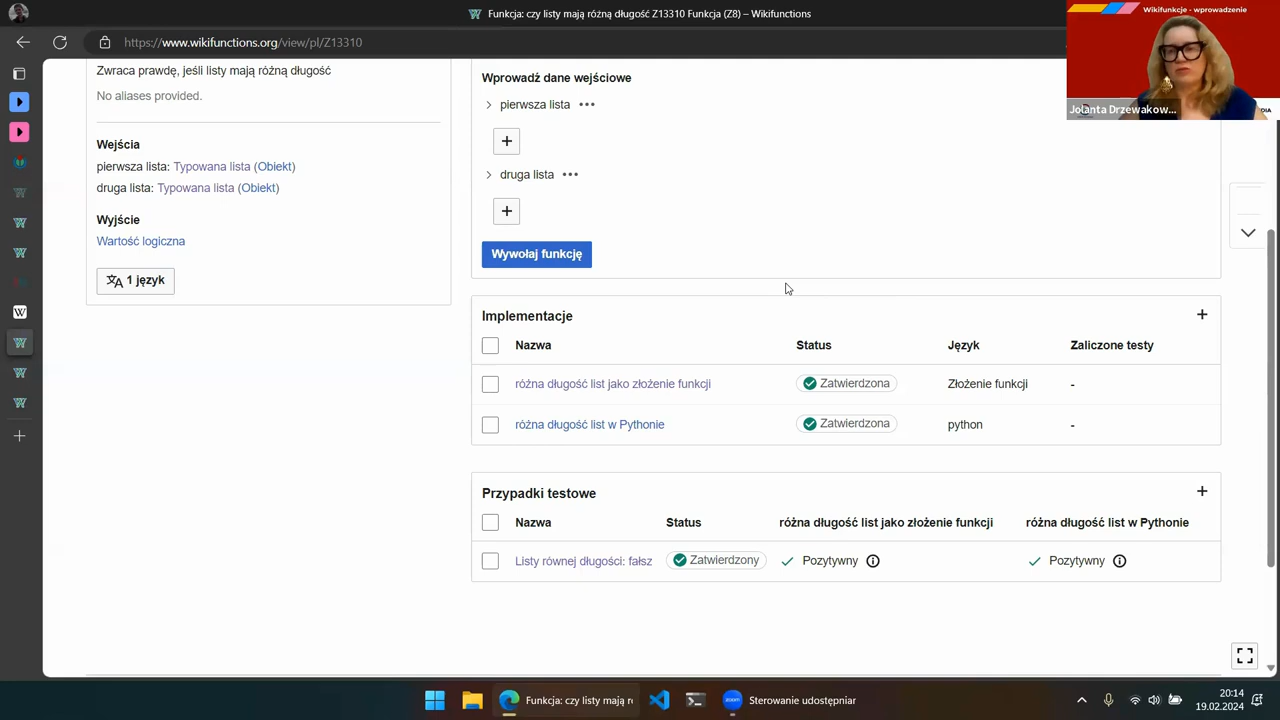 Funkcja: czy listy mają różną długość Z13310 Funkcja (Z8) – Wikifunctions
https://www.wikifunctions.org/view/pl/Z13310
Wikifunkcje - wprowadzenie
Jolanta Drzewakow...
Zwraca prawdę, jeśli listy mają różną długość
No aliases provided.
Wejścia
pierwsza lista: Typowana lista (Obiekt)
druga lista: Typowana lista (Obiekt)
Wyjście
Wartość logiczna
1 język
Wprowadź dane wejściowe
pierwsza lista
druga lista
Wywołaj funkcję
Implementacje
Nazwa Status Język Zaliczone testy
różna długość list jako złożenie funkcji Zatwierdzona Złożenie funkcji -
różna długość list w Pythonie Zatwierdzona python -
Przypadki testowe
Nazwa Status różna długość list jako złożenie funkcji różna długość list w Pythonie
Listy równej długości: fałsz Zatwierdzony Pozytywny Pozytywny
Funkcja: czy listy mają ró
zoom
Sterowanie udostępniar
20:14
19.02.2024